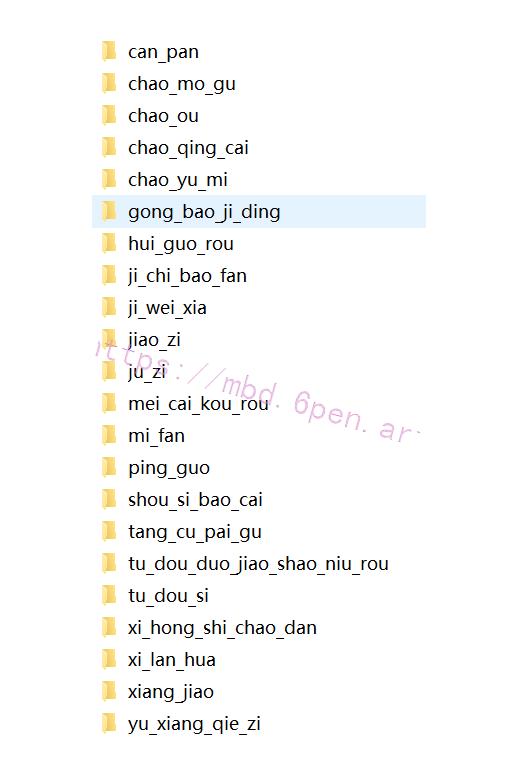 can_pan
chao_mo_gu
chao_ou
chao_qing_cai
chao_yu_mi
gong_bao_ji_ding
hui_guo_rou
ji_chi_bao_fan
ji_wei_xia
jiao_zi
ju_zi
mei_cai_kou_rou
mi_fan
ping_guo
shou_si_bao_cai
tang_cu_pai_gu
tu_dou_duo_jiao_shao_niu_rou
tu_dou_si
xi_hong_shi_chao_dan
xi_lan_hua
xiang_jiao
yu_xiang_qie_zi
https://mbd.6pen.ar